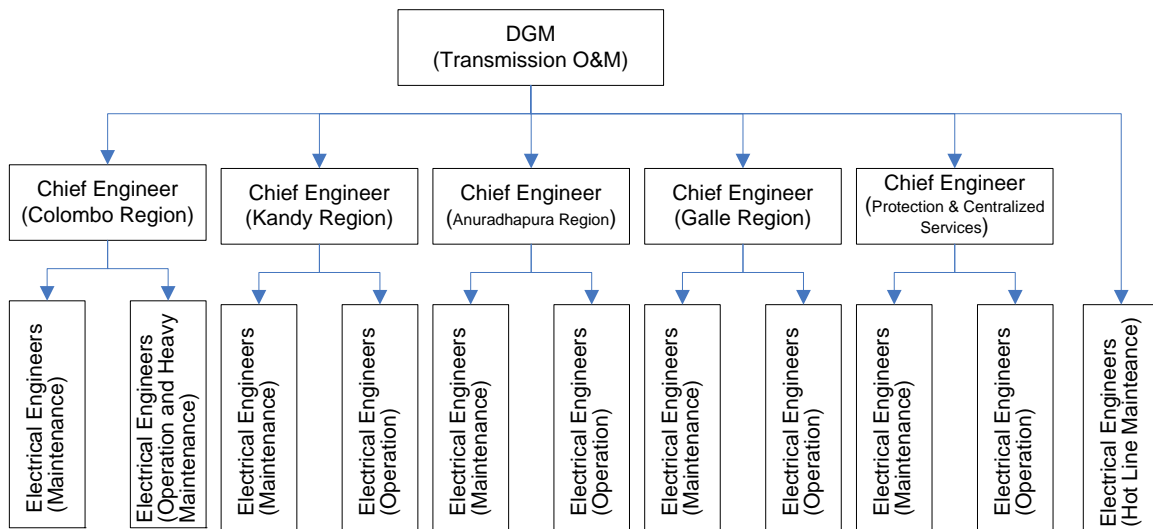 DGM
(Transmission O&M)
Chief Engineer
(Colombo Region)
Chief Engineer
(Kandy Region)
Chief Engineer
(Anuradhapura Region)
Chief Engineer
(Galle Region)
Chief Engineer
(Protection & Centralized
Services)
Electrical Engineers
(Maintenance)
Electrical Engineers
(Operation and Heavy
Maintenance)
Electrical Engineers
(Maintenance)
Electrical Engineers
(Operation)
Electrical Engineers
(Maintenance)
Electrical Engineers
(Operation)
Electrical Engineers
(Maintenance)
Electrical Engineers
(Operation)
Electrical Engineers
(Maintenance)
Electrical Engineers
(Operation)
Electrical Engineers
(Hot Line Mainteance)